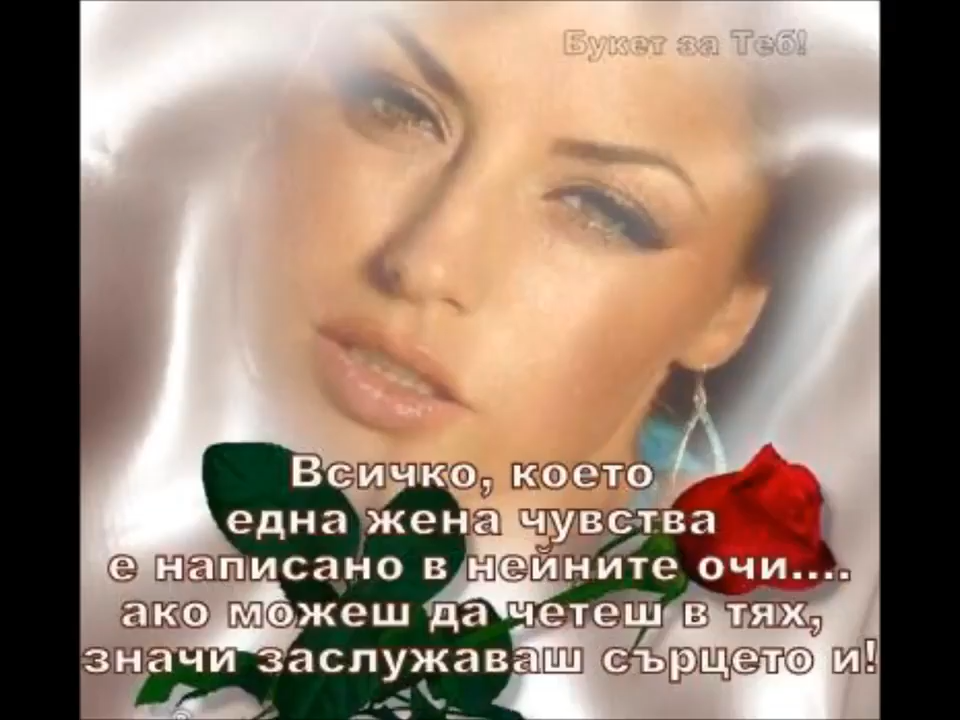 Букет за Теб!
Всичко, което
една жена чувства
е написано в нейните очи....
ако можеш да четеш в тях,
значи заслужаваш сърцето и!